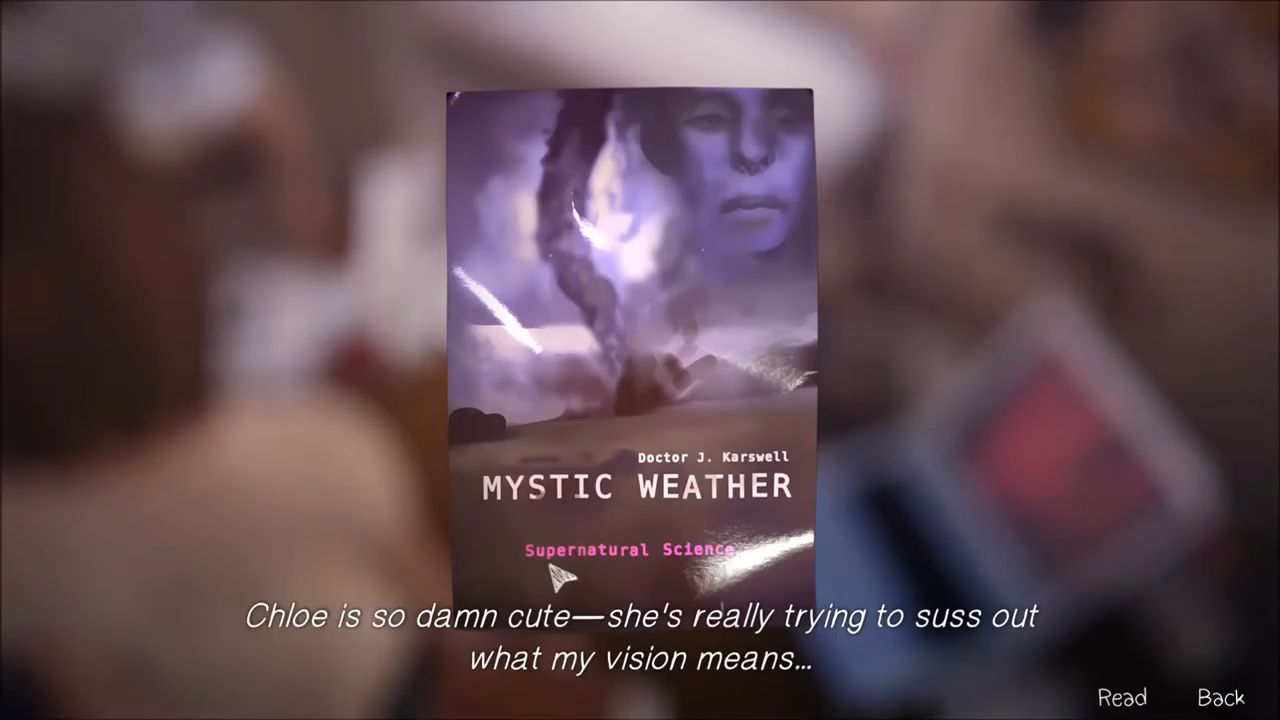 Doctor J. Karswell
MYSTIC WEATHER
Supernatural Science
Chloe is so damn cute—she's really trying to suss out
what my vision means...
Read Back